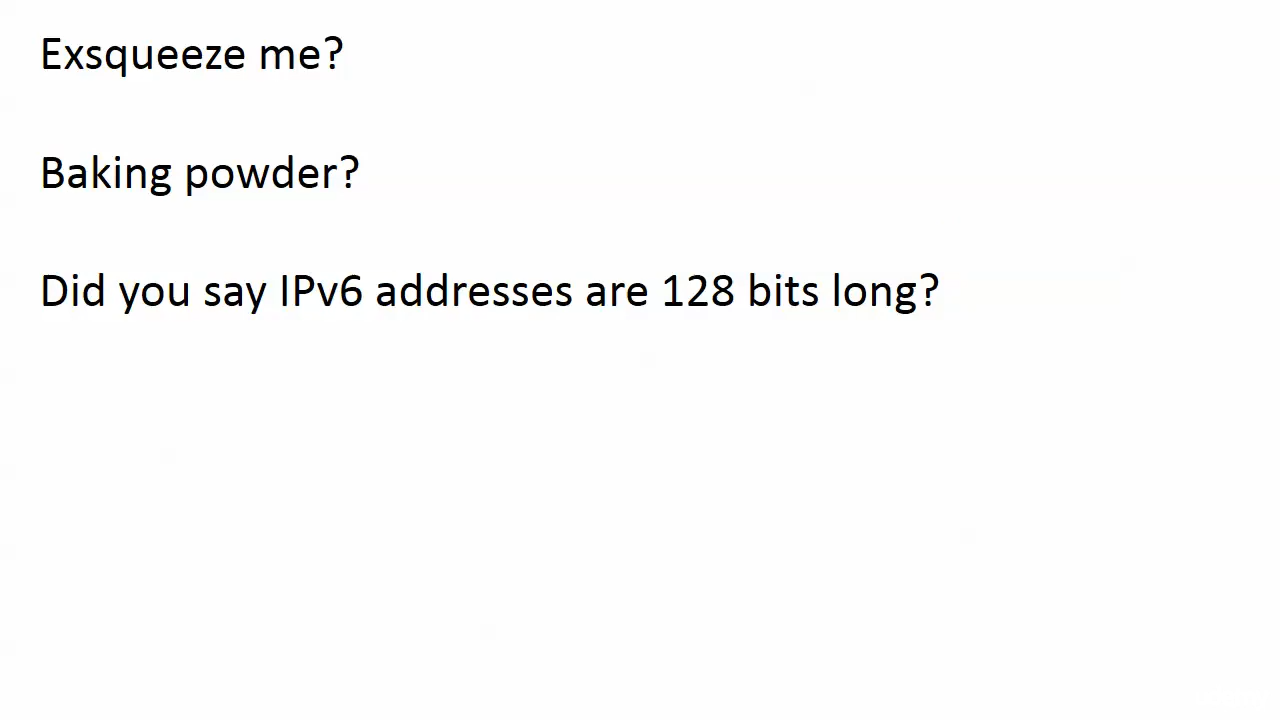 Exsqueeze me?
Baking powder?
Did you say IPv6 addresses are 128 bits long?